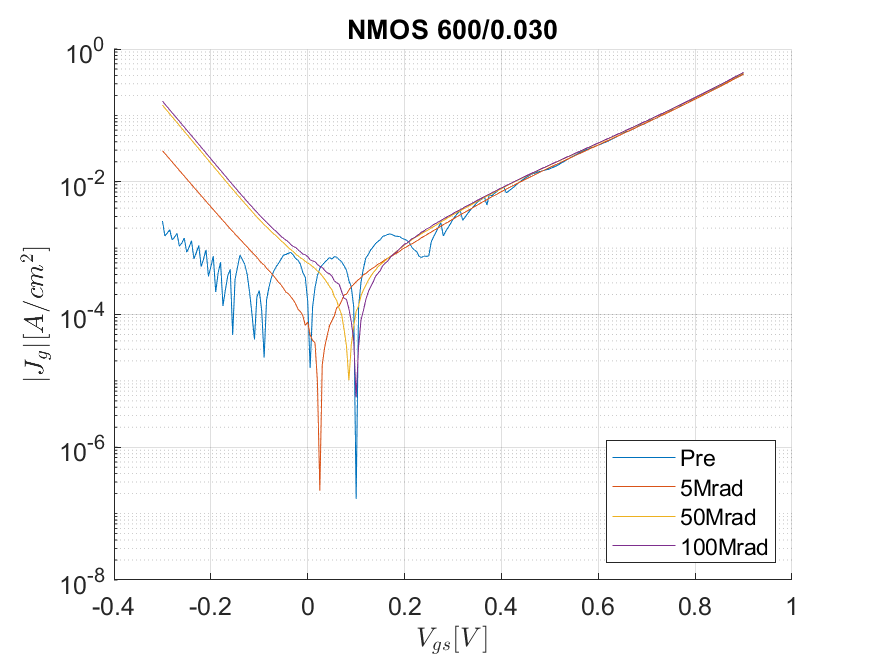 NMOS 600/0.030
10^0
10^-2
10^-4
10^-6
10^-8
|J_g|[A/cm^2]
-0.4 -0.2 0 0.2 0.4 0.6 0.8 1
V_gs[V]
Pre
5Mrad
50Mrad
100Mrad